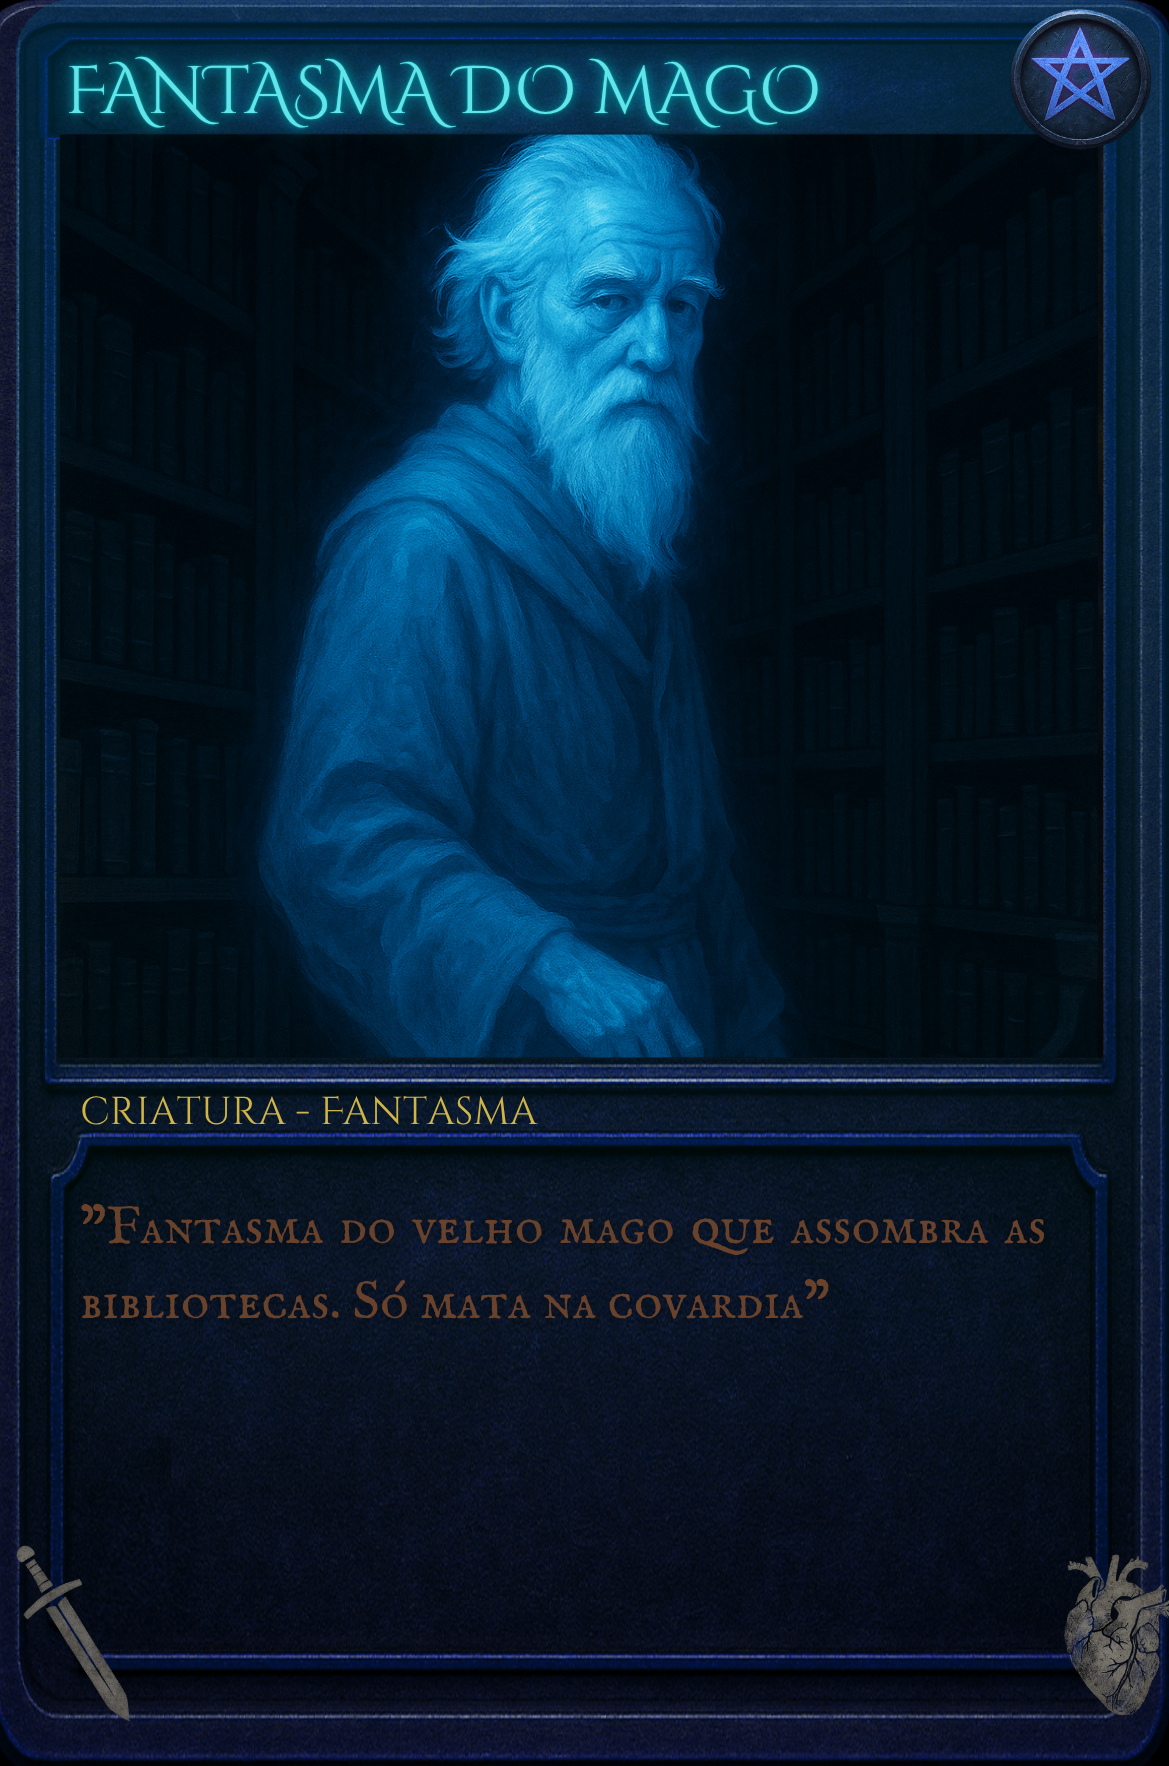 FANTASMA DO MAGO
CRIATURA - FANTASMA
”Fantasma do velho mago que assombra as
bibliotecas. Só mata na covardia”